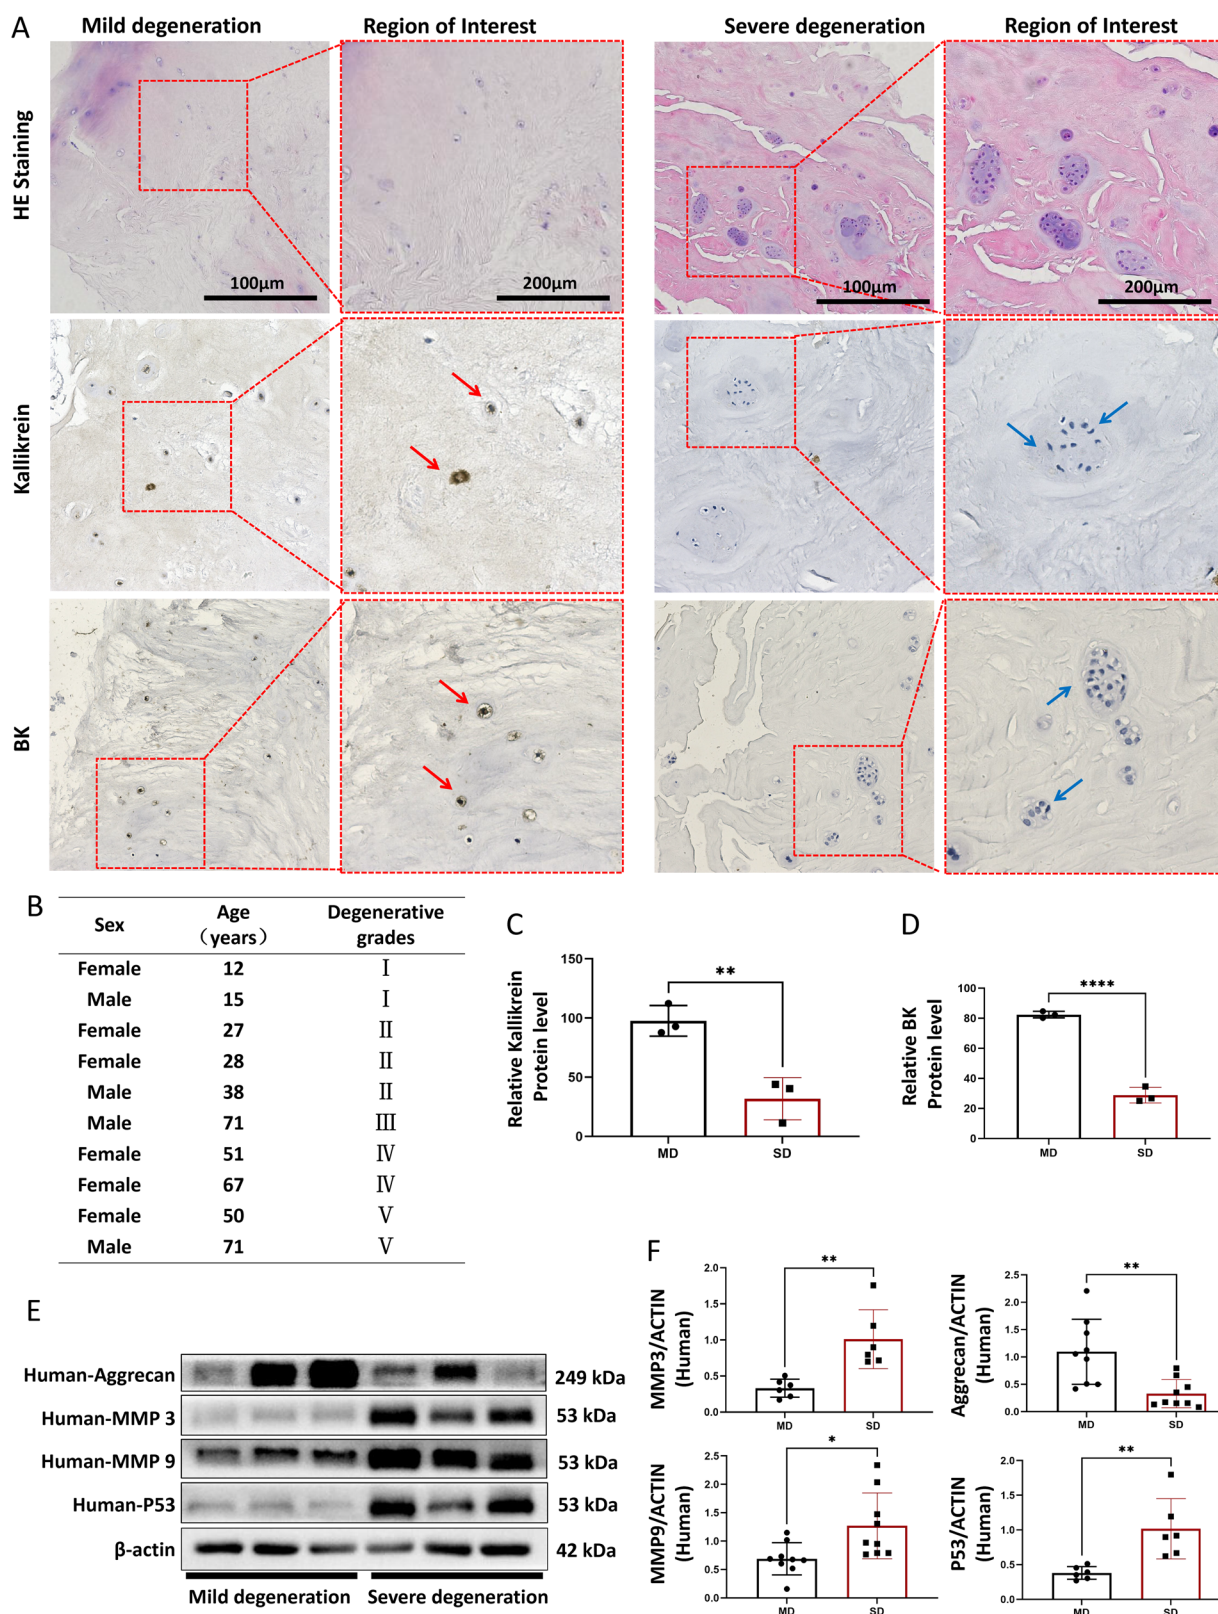 A
Mild degeneration
Region of Interest
Severe degeneration
Region of Interest
HE Staining
100μm
200μm
100μm
200μm
Kallikrein
BK
B
Sex Age (years) Degenerative grades
Female 12 Ⅰ
Male 15 Ⅰ
Female 27 Ⅱ
Female 28 Ⅱ
Male 38 Ⅱ
Male 71 Ⅲ
Female 51 Ⅳ
Female 67 Ⅳ
Female 50 Ⅴ
Male 71 Ⅴ
C
Relative Kallikrein
Protein level
150
100
50
0
**
MD SD
D
Relative BK
Protein level
100
80
60
40
20
0
****
MD SD
E
Human-Aggrecan 249 kDa
Human-MMP 3 53 kDa
Human-MMP 9 53 kDa
Human-P53 53 kDa
β-actin 42 kDa
Mild degeneration Severe degeneration
F
MMP3/ACTIN
(Human)
2.0
1.5
1.0
0.5
0.0
**
MD SD
Aggrecan/ACTIN
(Human)
2.5
2.0
1.5
1.0
0.5
0.0
**
MD SD
MMP9/ACTIN
(Human)
2.5
2.0
1.5
1.0
0.5
0.0
*
MD SD
P53/ACTIN
(Human)
2.0
1.5
1.0
0.5
0.0
**
MD SD